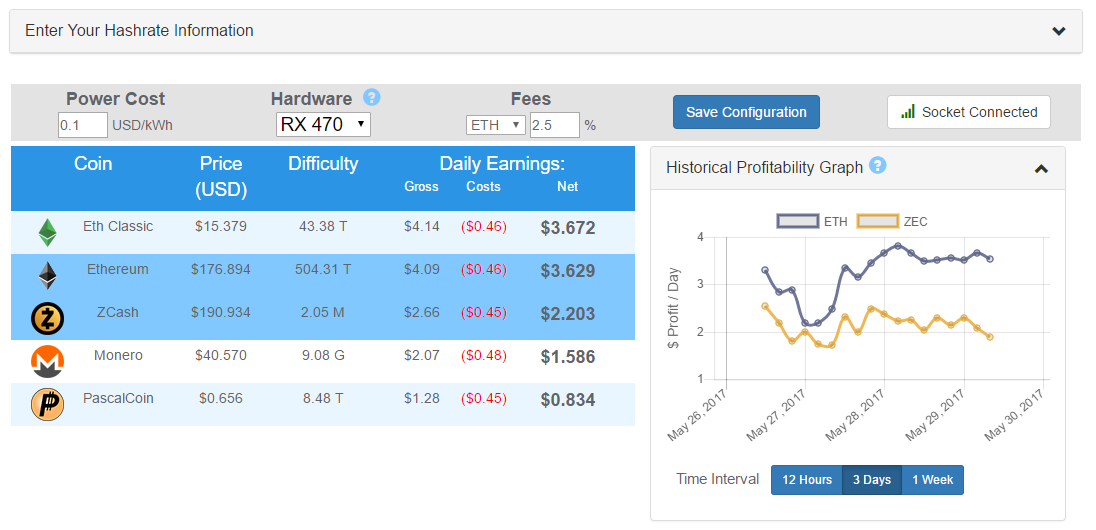 Enter Your Hashrate Information
Power Cost
0.1 USD/kWh
Hardware ?
RX 470
Fees
ETH 2.5 %
Save Configuration
Socket Connected
Coin Price (USD) Difficulty Daily Earnings:
Gross Costs Net
Eth Classic $15.379 43.38 T $4.14 ($0.46) $3.672
Ethereum $176.894 504.31 T $4.09 ($0.46) $3.629
ZCash $190.934 2.05 M $2.66 ($0.45) $2.203
Monero $40.570 9.08 G $2.07 ($0.48) $1.586
PascalCoin $0.656 8.48 T $1.28 ($0.45) $0.834
Historical Profitability Graph ?
ETH ZEC
$ Profit / Day
4
3
2
1
May 26, 2017 May 27, 2017 May 28, 2017 May 29, 2017 May 30, 2017
Time Interval 12 Hours 3 Days 1 Week